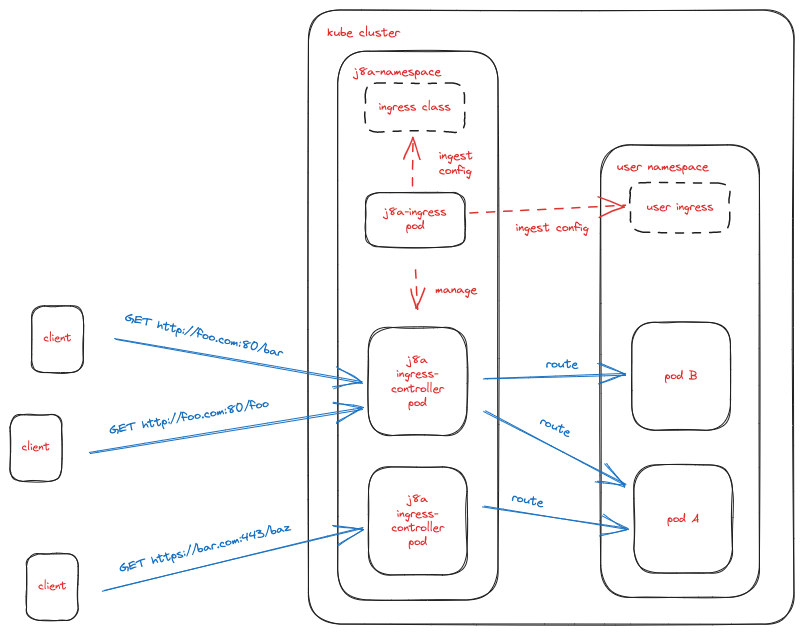 kube cluster
j8a-namespace
ingress class
ingest
config
user namespace
user ingress
j8a-ingress
pod
ingest config
manage
client
GET http://foo.com:80/bar
j8a
ingress-
controller
pod
route
pod B
client
GET http://foo.com:80/foo
route
client
GET https://bar.com:443/baz
j8a
ingress-
controller
pod
route
pod A